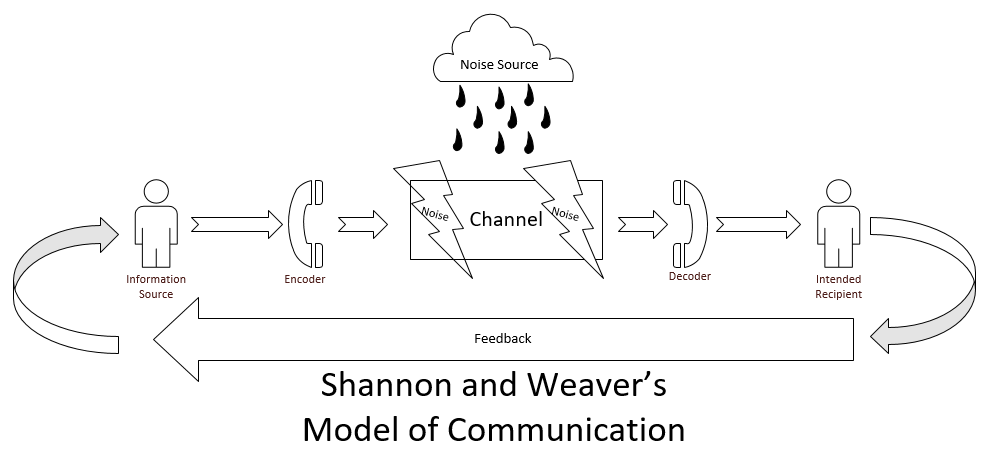 Noise Source
Noise
Channel
Noise
Information
Source
Encoder
Decoder
Intended
Recipient
Feedback
Shannon and Weaver’s
Model of Communication